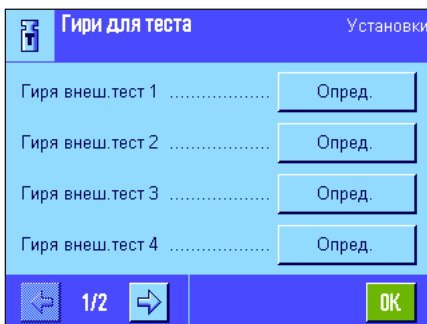 Гири для теста Установки
Гиря внеш.тест 1 ................... Опред.
Гиря внеш.тест 2 ................... Опред.
Гиря внеш.тест 3 ................... Опред.
Гиря внеш.тест 4 ................... Опред.
1/2 OK